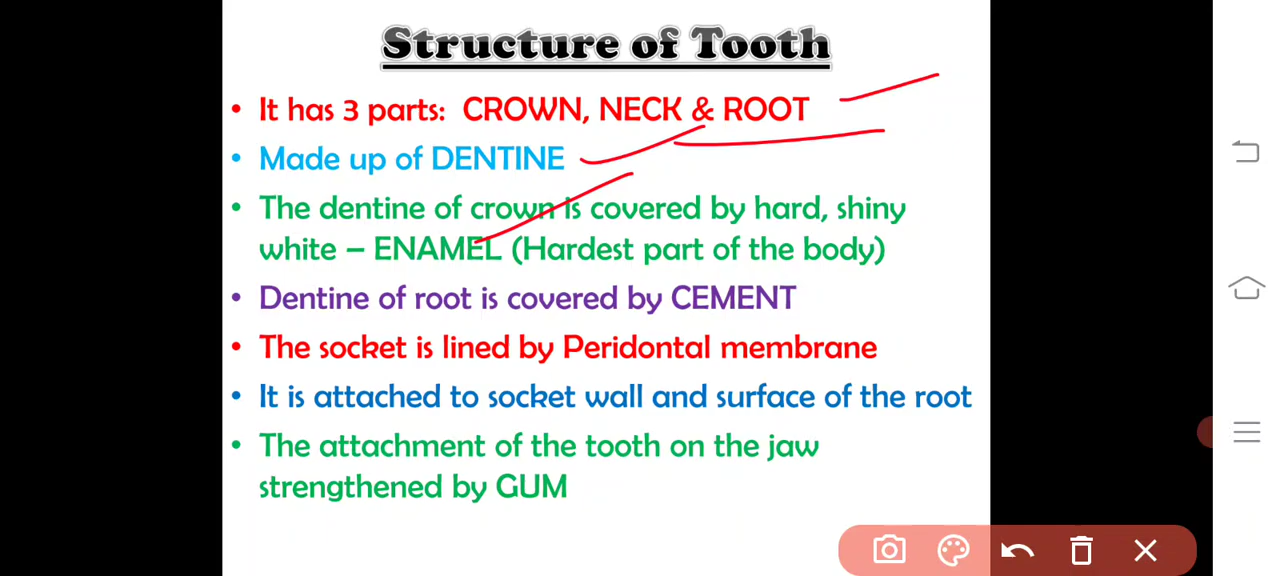 Structure of Tooth
• It has 3 parts: CROWN, NECK & ROOT
• Made up of DENTINE
• The dentine of crown is covered by hard, shiny
white – ENAMEL (Hardest part of the body)
• Dentine of root is covered by CEMENT
• The socket is lined by Peridontal membrane
• It is attached to socket wall and surface of the root
• The attachment of the tooth on the jaw
strengthened by GUM